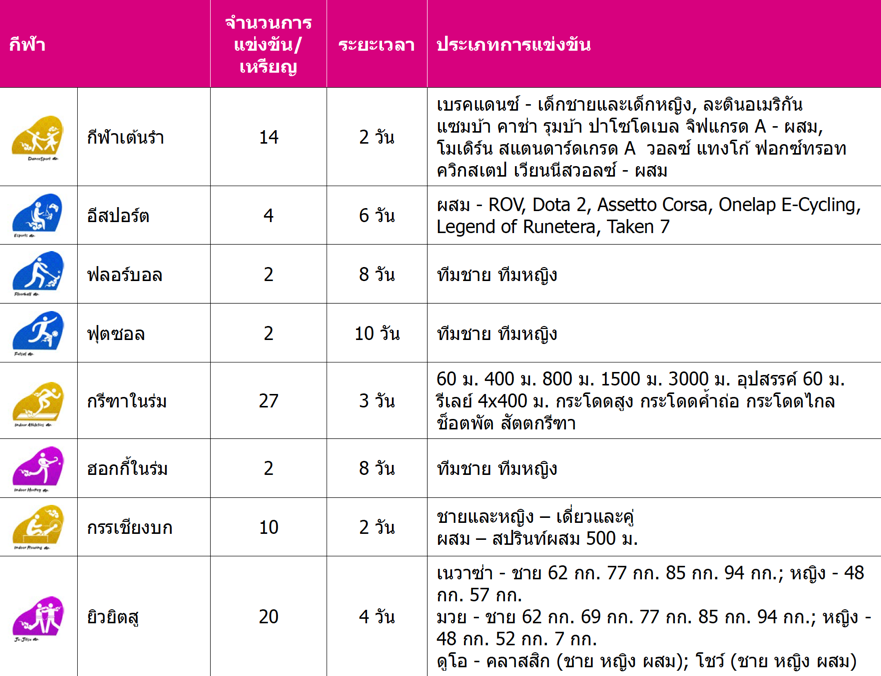 กีฬา
จำนวนการ
แข่งขัน/
เหรียญ
ระยะเวลา
ประเภทการแข่งขัน
DanceSport
กีฬาเต้นรำ
14
2 วัน
เบรคแดนซ์ - เด็กชายและเด็กหญิง, ละตินอเมริกัน
แซมบ้า คาช่า รุมบ้า ปาโซโดเบล จิฟแกรด A - ผสม,
โมเดิร์น สแตนดาร์ดเกรด A วอลซ์ แทงโก้ ฟอกซ์ทรอท
ควิกสเตป เวียนนีสวอลซ์ - ผสม
Esports
อีสปอร์ต
4
6 วัน
ผสม - ROV, Dota 2, Assetto Corsa, Onelap E-Cycling,
Legend of Runetera, Taken 7
Floorball
ฟลอร์บอล
2
8 วัน
ทีมชาย ทีมหญิง
Futsal
ฟุตซอล
2
10 วัน
ทีมชาย ทีมหญิง
Indoor Athletics
กรีฑาในร่ม
27
3 วัน
60 ม. 400 ม. 800 ม. 1500 ม. 3000 ม. อุปสรรค์ 60 ม.
รีเลย์ 4x400 ม. กระโดดสูง กระโดดค้ำถ่อ กระโดดไกล
ช็อตพัต สัตตกรีฑา
Indoor Hockey
ฮอกกี้ในร่ม
2
8 วัน
ทีมชาย ทีมหญิง
Indoor Rowing
กรรเชียงบก
10
2 วัน
ชายและหญิง – เดี่ยวและคู่
ผสม – สปรินท์ผสม 500 ม.
Ju Jitsu
ยิวยิตสู
20
4 วัน
เนวาซ่า - ชาย 62 กก. 77 กก. 85 กก. 94 กก.; หญิง - 48
กก. 57 กก.
มวย - ชาย 62 กก. 69 กก. 77 กก. 85 กก. 94 กก.; หญิง -
48 กก. 52 กก. 7 กก.
ดูโอ - คลาสสิก (ชาย หญิง ผสม); โชว์ (ชาย หญิง ผสม)